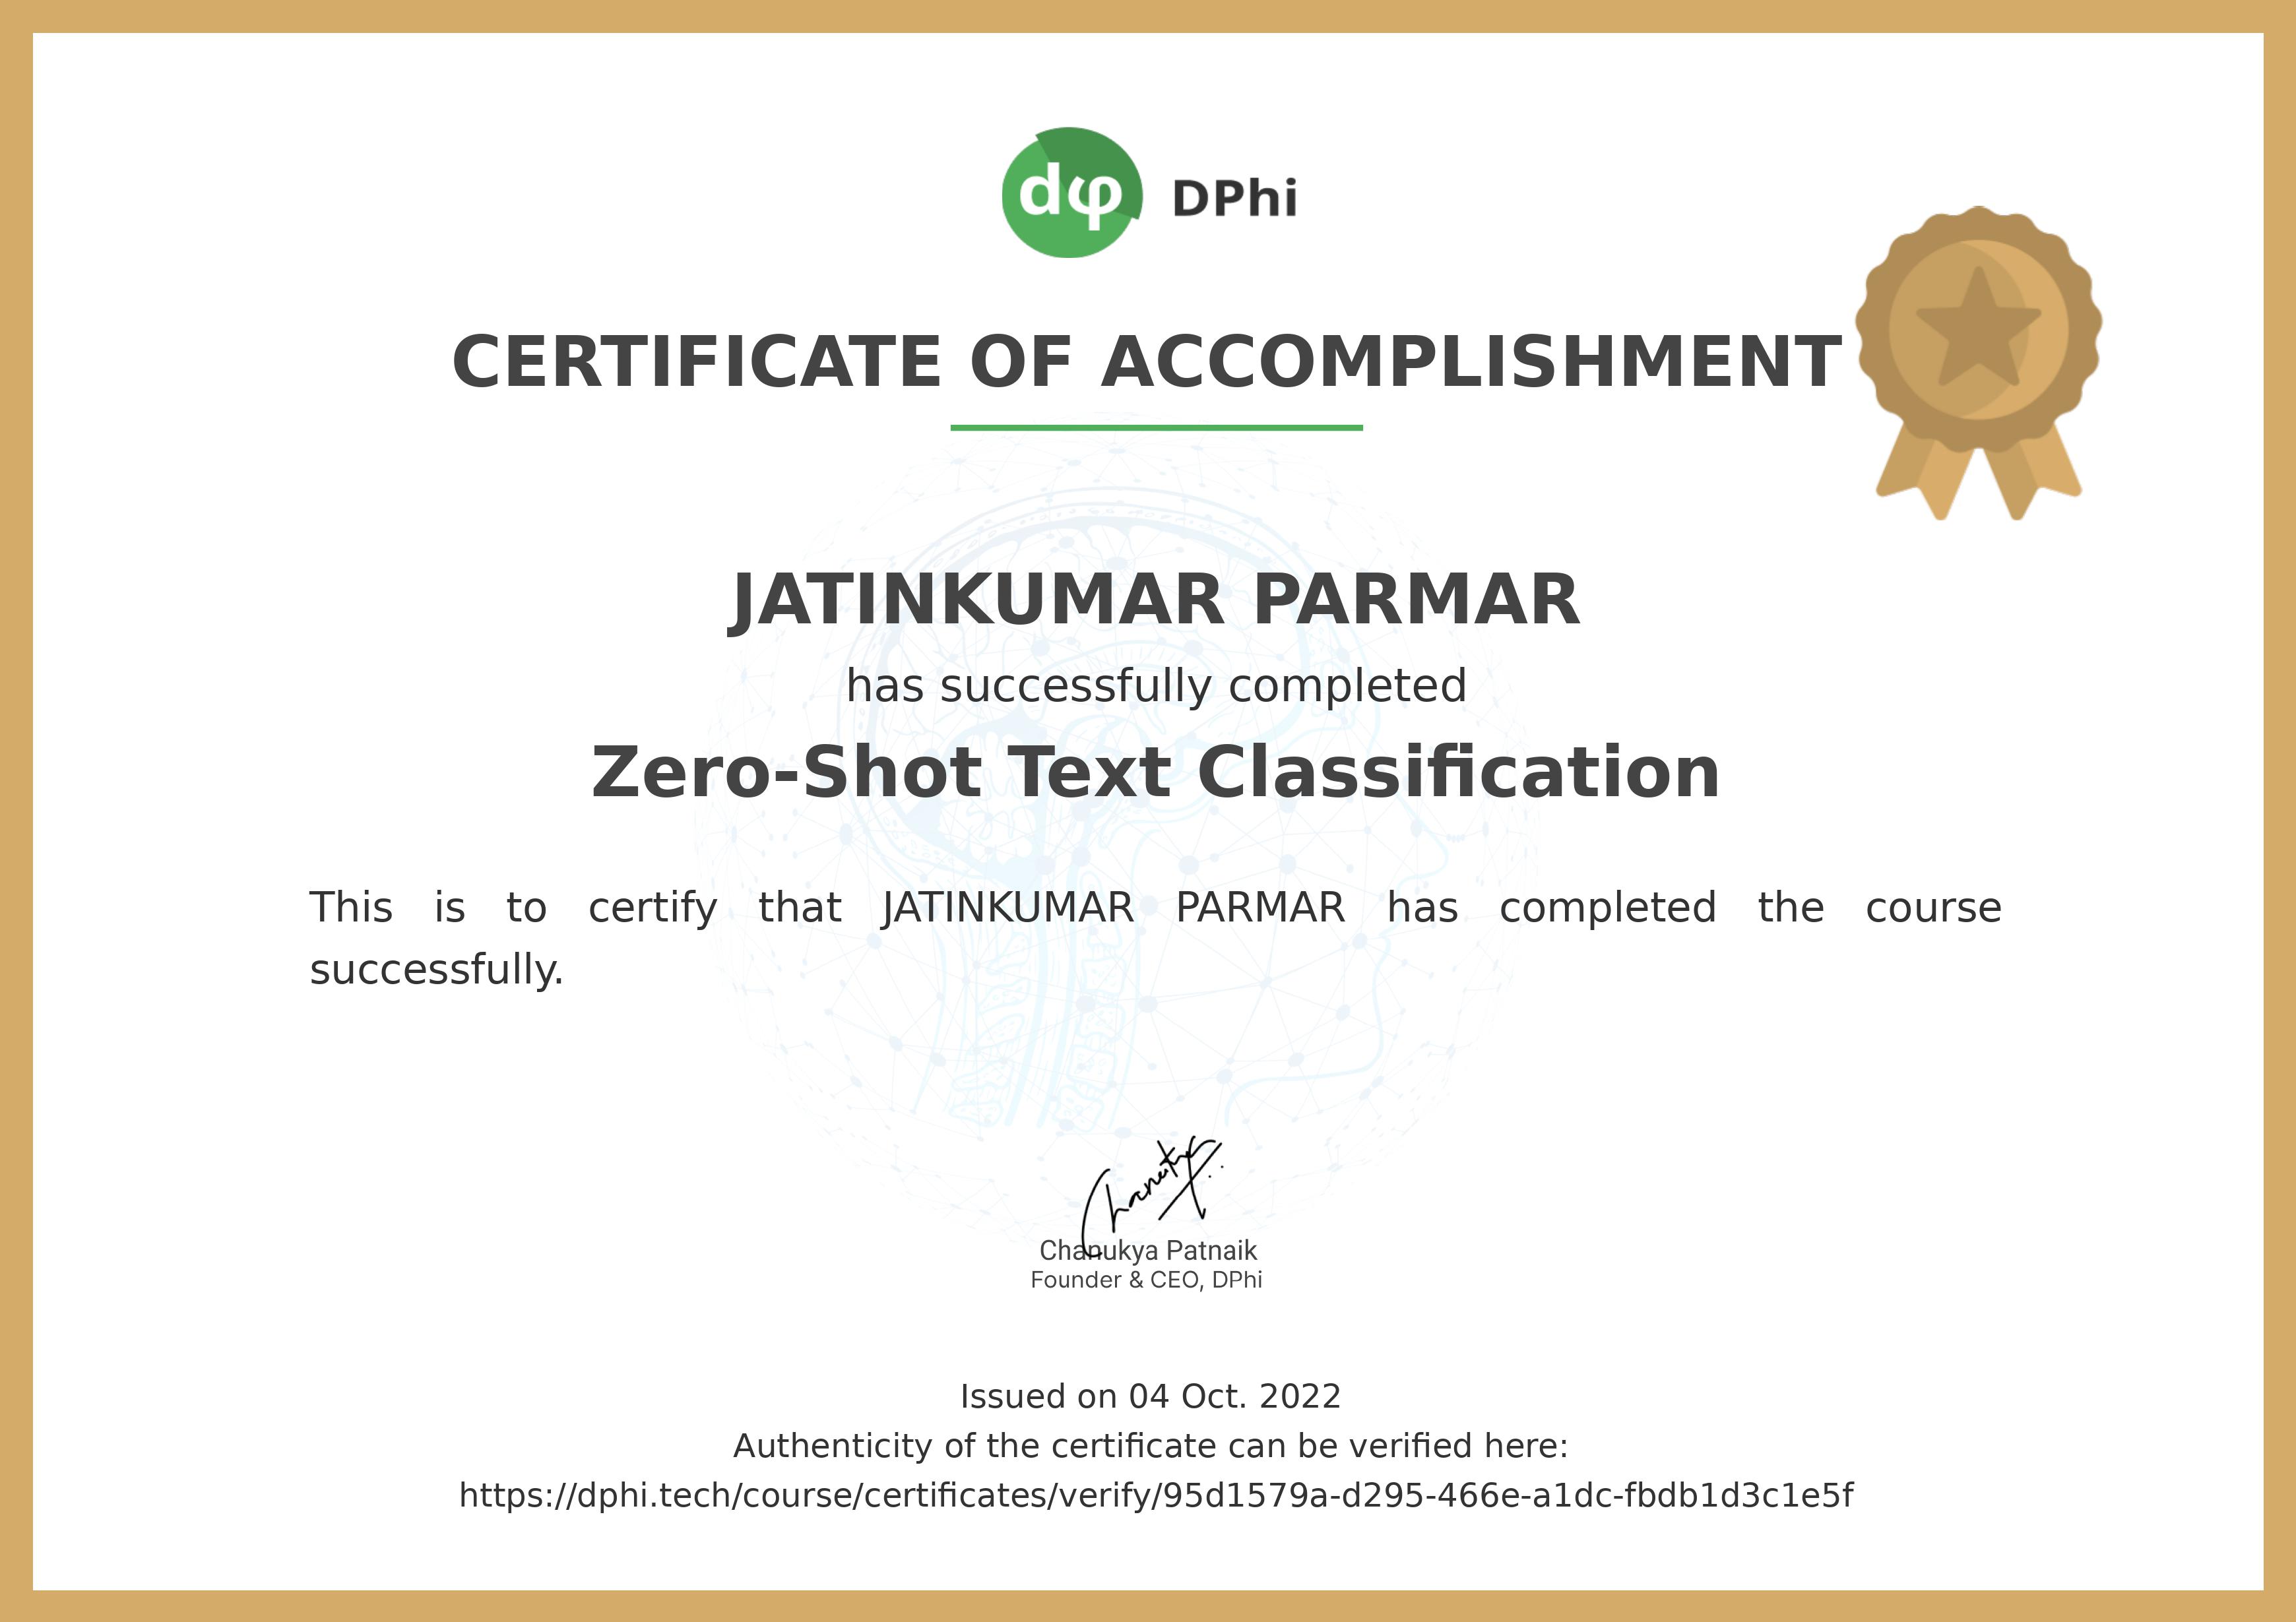 dφ DPhi
CERTIFICATE OF ACCOMPLISHMENT
JATINKUMAR PARMAR
has successfully completed
Zero-Shot Text Classification
This is to certify that JATINKUMAR PARMAR has completed the course
successfully.
Chanukya Patnaik
Founder & CEO, DPhi
Issued on 04 Oct. 2022
Authenticity of the certificate can be verified here:
https://dphi.tech/course/certificates/verify/95d1579a-d295-466e-a1dc-fbdb1d3c1e5f